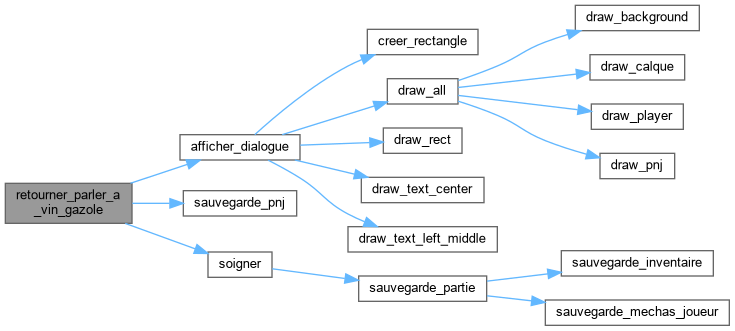 retourner_parler_a
_vin_gazole
afficher_dialogue
sauvegarde_pnj
soigner
creer_rectangle
draw_all
draw_rect
draw_text_center
draw_text_left_middle
sauvegarde_partie
draw_background
draw_calque
draw_player
draw_pnj
sauvegarde_inventaire
sauvegarde_mechas_joueur